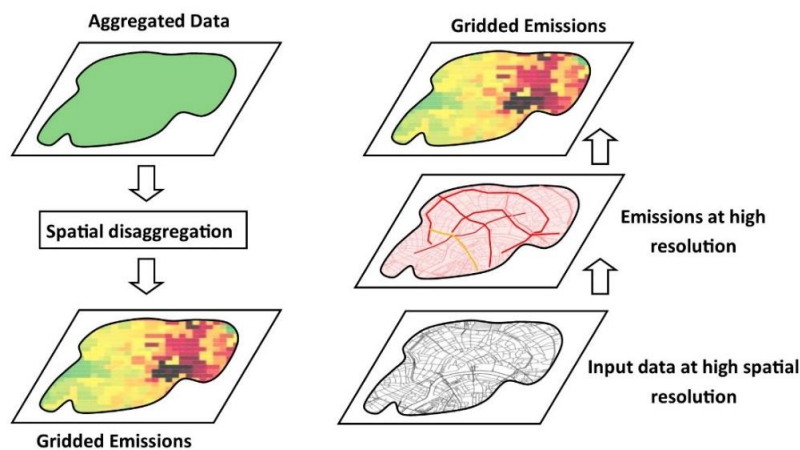 Aggregated Data
Spatial disaggregation
Gridded Emissions
Gridded Emissions
Emissions at high
resolution
Input data at high spatial
resolution